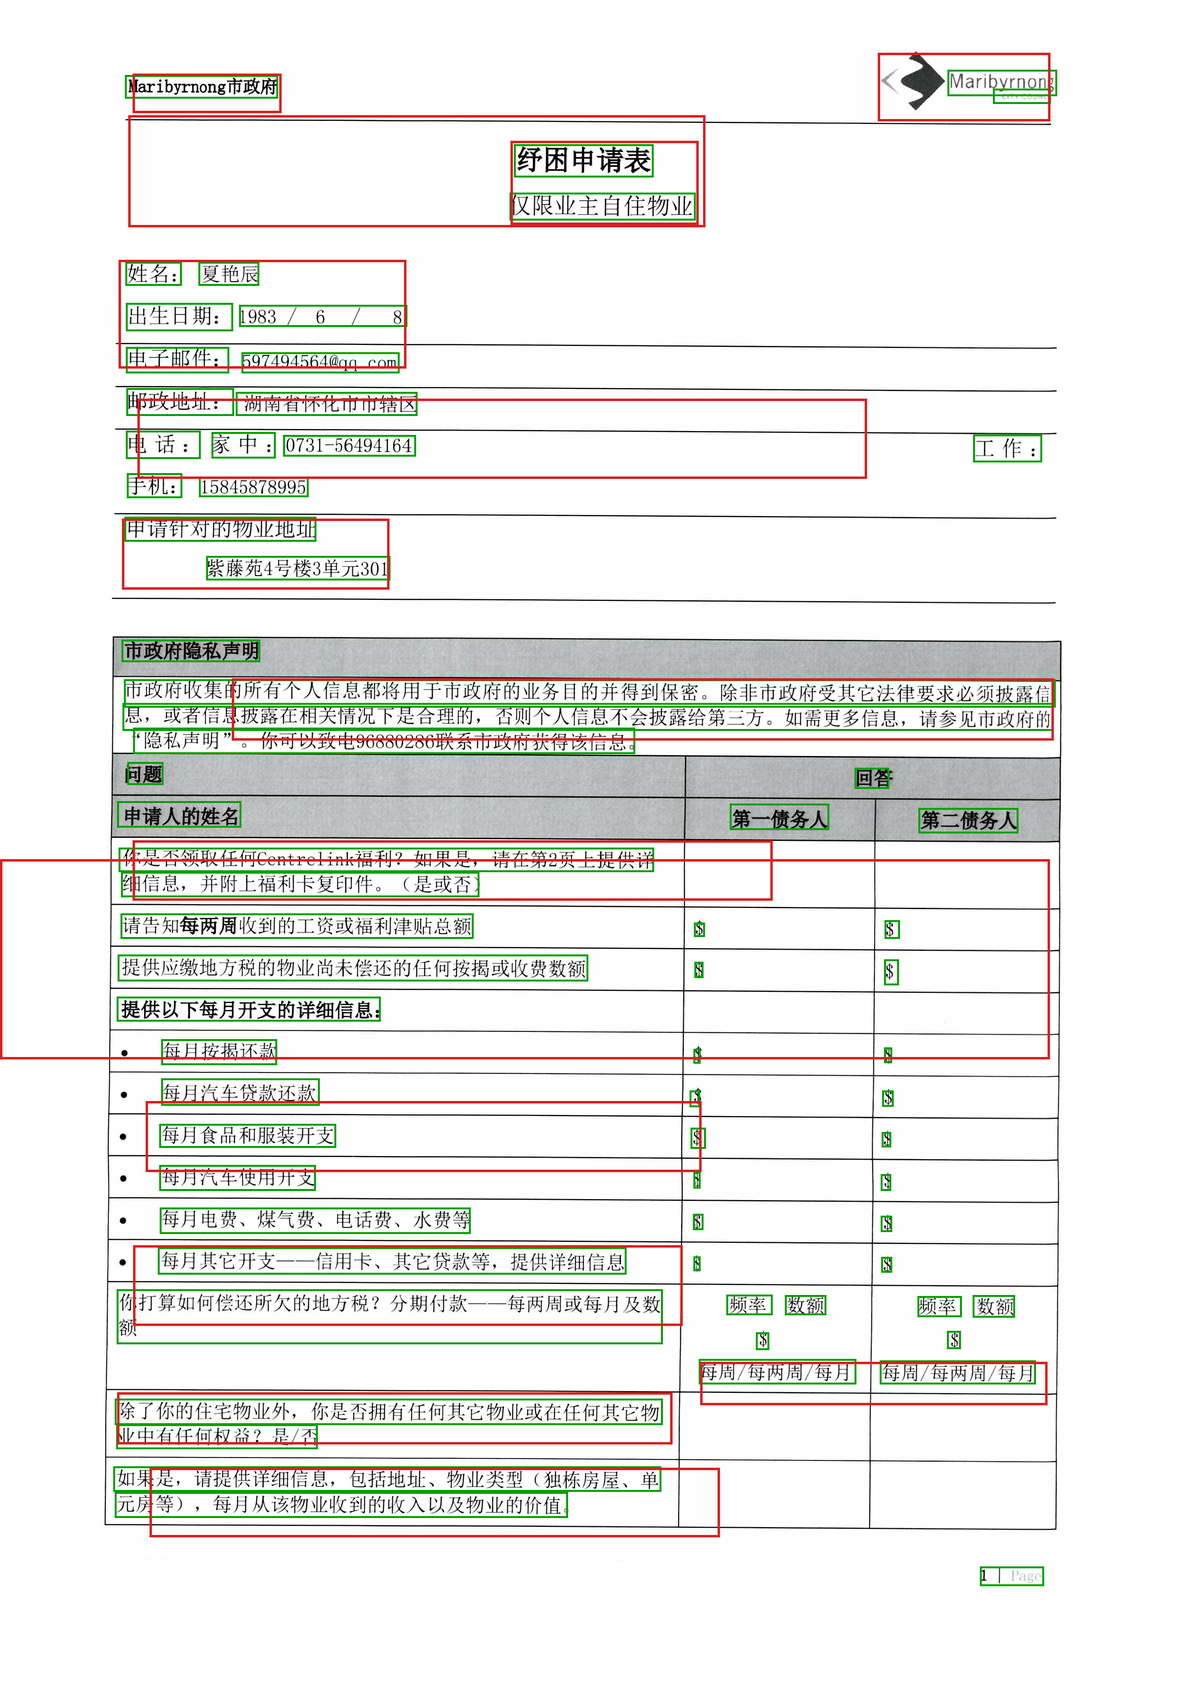 Maribyrnong市政府
Maribyrnong
CITY COUNCIL
纾困申请表
仅限业主自住物业
姓名: 夏艳辰
出生日期: 1983 / 6 / 8
电子邮件: 597494564@qq.com
邮政地址: 湖南省怀化市市辖区
电话: 家中: 0731-56494164 工作:
手机: 15845878995
申请针对的物业地址
紫藤苑4号楼3单元301
市政府隐私声明
市政府收集的所有个人信息都将用于市政府的业务目的并得到保密。除非市政府受其它法律要求必须披露信
息，或者信息披露在相关情况下是合理的，否则个人信息不会披露给第三方。如需更多信息，请参见市政府的
“隐私声明”。你可以致电96880286联系市政府获得该信息。
问题 回答
申请人的姓名 第一债务人 第二债务人
你是否领取任何Centrelink福利？如果是，请在第2页上提供详
细信息，并附上福利卡复印件。（是或否）
请告知每两周收到的工资或福利津贴总额 $ $
提供应缴地方税的物业尚未偿还的任何按揭或收费数额 $ $
提供以下每月开支的详细信息:
• 每月按揭还款 $ $
• 每月汽车贷款还款 $ $
• 每月食品和服装开支 $ $
• 每月汽车使用开支 $ $
• 每月电费、煤气费、电话费、水费等 $ $
• 每月其它开支——信用卡、其它贷款等，提供详细信息 $ $
你打算如何偿还所欠的地方税？分期付款——每两周或每月及数
额
频率 数额 频率 数额
$ $
每周/每两周/每月 每周/每两周/每月
除了你的住宅物业外，你是否拥有任何其它物业或在任何其它物
业中有任何权益？是/否
如果是，请提供详细信息，包括地址、物业类型（独栋房屋、单
元房等），每月从该物业收到的收入以及物业的价值。
1 | Page